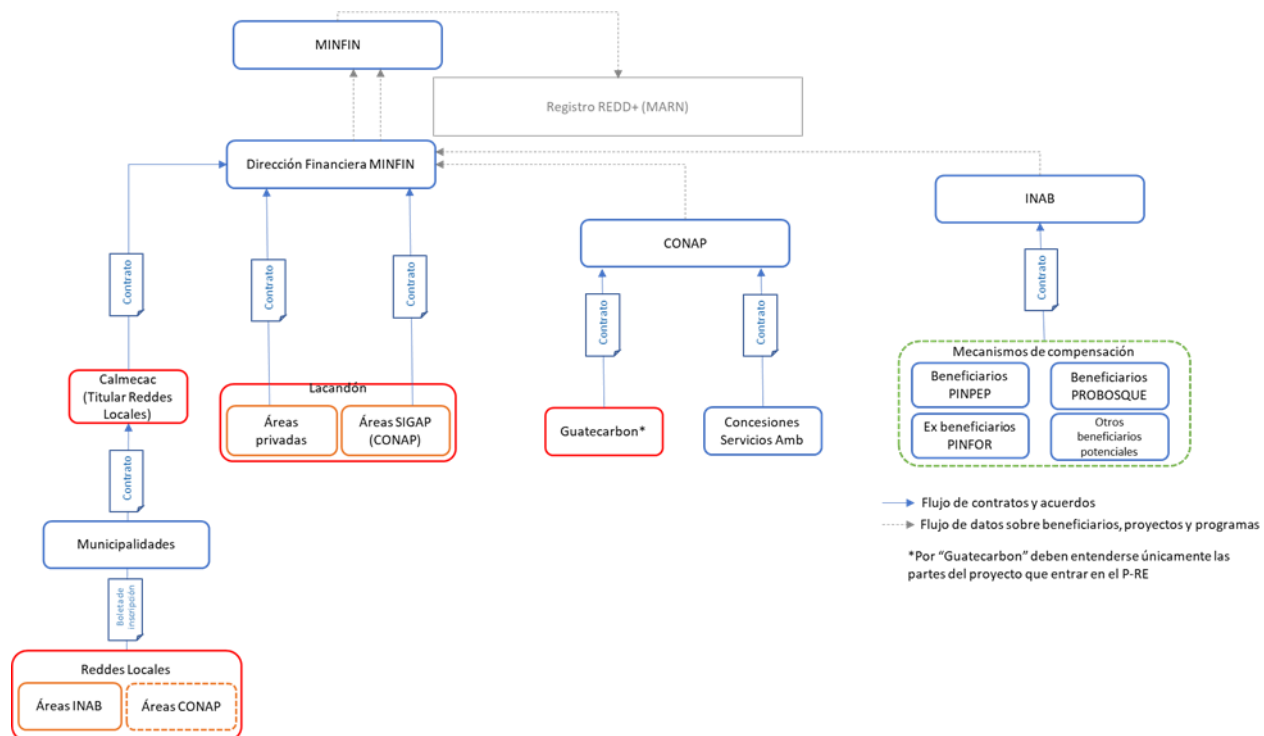 MINFIN
Registro REDD+ (MARN)
Dirección Financiera MINFIN
INAB
CONAP
Contrato
Contrato
Contrato
Contrato
Contrato
Contrato
Mecanismos de compensación
Beneficiarios
PINPEP
Beneficiarios
PROBOSQUE
Ex beneficiarios
PINFOR
Otros
beneficiarios
potenciales
Calmecac
(Titular Reddes
Locales)
Lacandón
Áreas
privadas
Áreas SIGAP
(CONAP)
Guatecarbon*
Concesiones
Servicios Amb
Contrato
Municipalidades
Boleta de
inscripción
Reddes Locales
Áreas INAB
Áreas CONAP
Flujo de contratos y acuerdos
Flujo de datos sobre beneficiarios, proyectos y programas
*Por “Guatecarbon” deben entenderse únicamente las
partes del proyecto que entrar en el P-RE